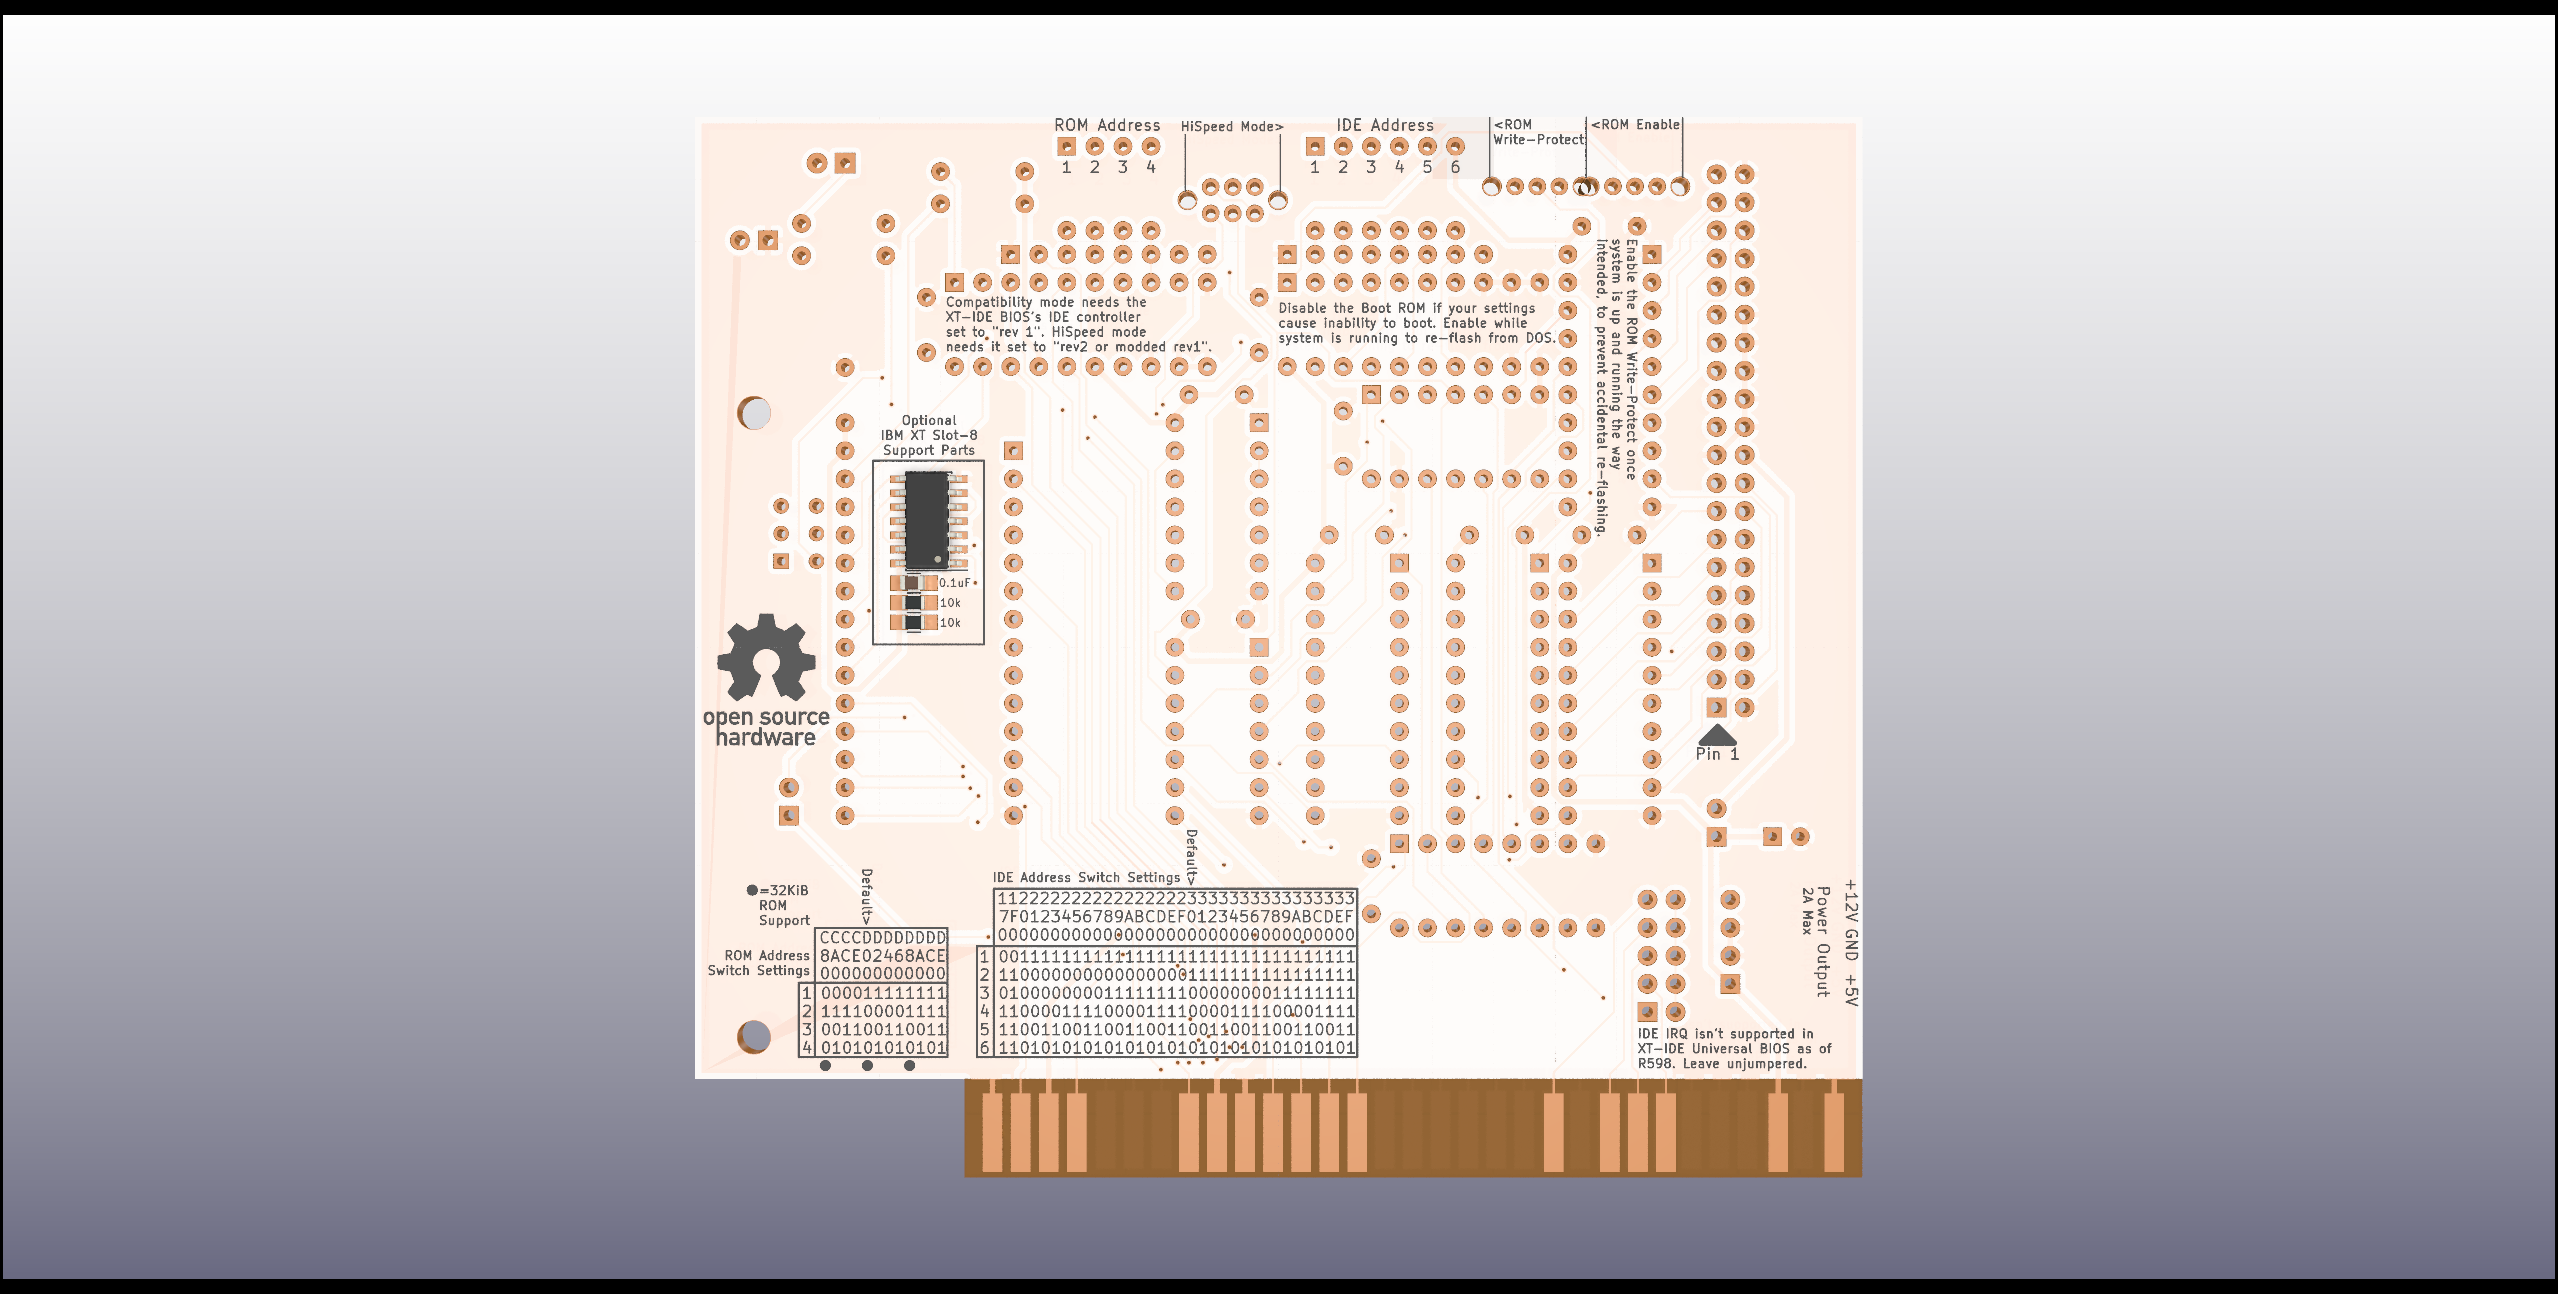 ROM Address
HiSpeed Mode>
IDE Address
<ROM
Write-Protect
<ROM Enable
1 2 3 4
1 2 3 4 5 6
Compatibility mode needs the
XT-IDE BIOS's IDE controller
set to "rev 1". HiSpeed mode
needs it set to "rev2 or modded rev1".
Disable the Boot ROM if your settings
cause inability to boot. Enable while
system is running to re-flash from DOS.
Enable the ROM Write-Protect once
system is up and running the way
intended, to prevent accidental re-flashing.
Optional
IBM XT Slot-8
Support Parts
0.1uF
10k
10k
open source
hardware
Pin 1
Default>
=32KiB
ROM
Support
ROM Address
Switch Settings
CCCCDDDDDDDD
8ACE02468ACE
000000000000
1 000011111111
2 111100001111
3 001100110011
4 010101010101
Default>
IDE Address Switch Settings
1122222222222222223333333333333333
7F0123456789ABCDEF0123456789ABCDEF
0000000000000000000000000000000000
1 0011111111111111111111111111111111
2 1100000000000000001111111111111111
3 0100000000111111110000000011111111
4 1100001111000011110000111100001111
5 1100110011001100110011001100110011
6 1101010101010101010101010101010101
+12V GND +5V
Power Output
2A Max
IDE IRQ isn't supported in
XT-IDE Universal BIOS as of
R598. Leave unjumpered.